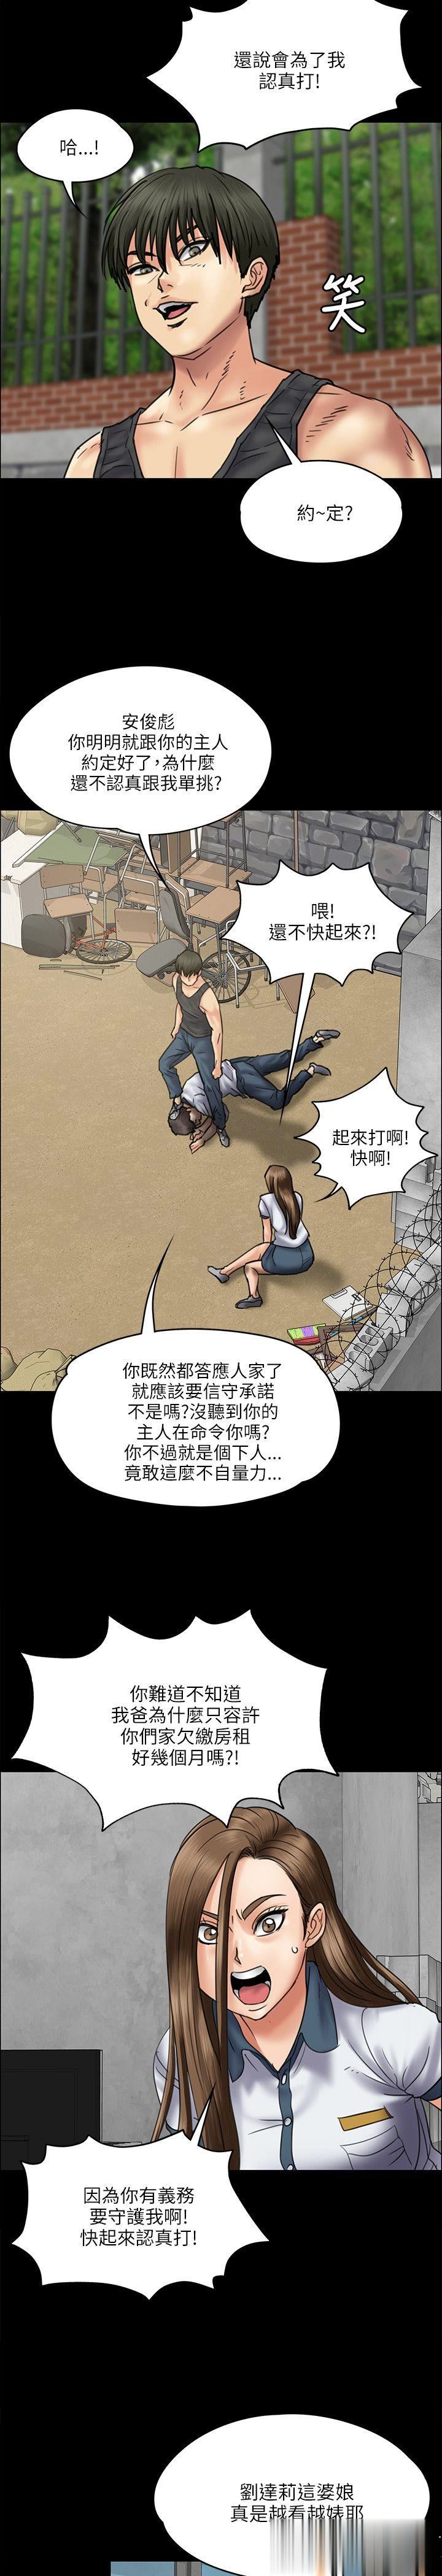 還說會為了我
認真打!
哈...!
笑
約~定?
安俊彪
你明明就跟你的主人
約定好了,為什麼
還不認真跟我單挑?
喂!
還不快起來?!
起來打啊!
快啊!
你既然都答應人家了
就應該要信守承諾
不是嗎?沒聽到你的
主人在命令你嗎?
你不過就是個下人...
竟敢這麼不自量力...
你難道不知道
我爸為什麼只容許
你們家欠繳房租
好幾個月嗎?!
因為你有義務
要守護我啊!
快起來認真打!
劉達莉這婆娘
真是越看越婊耶